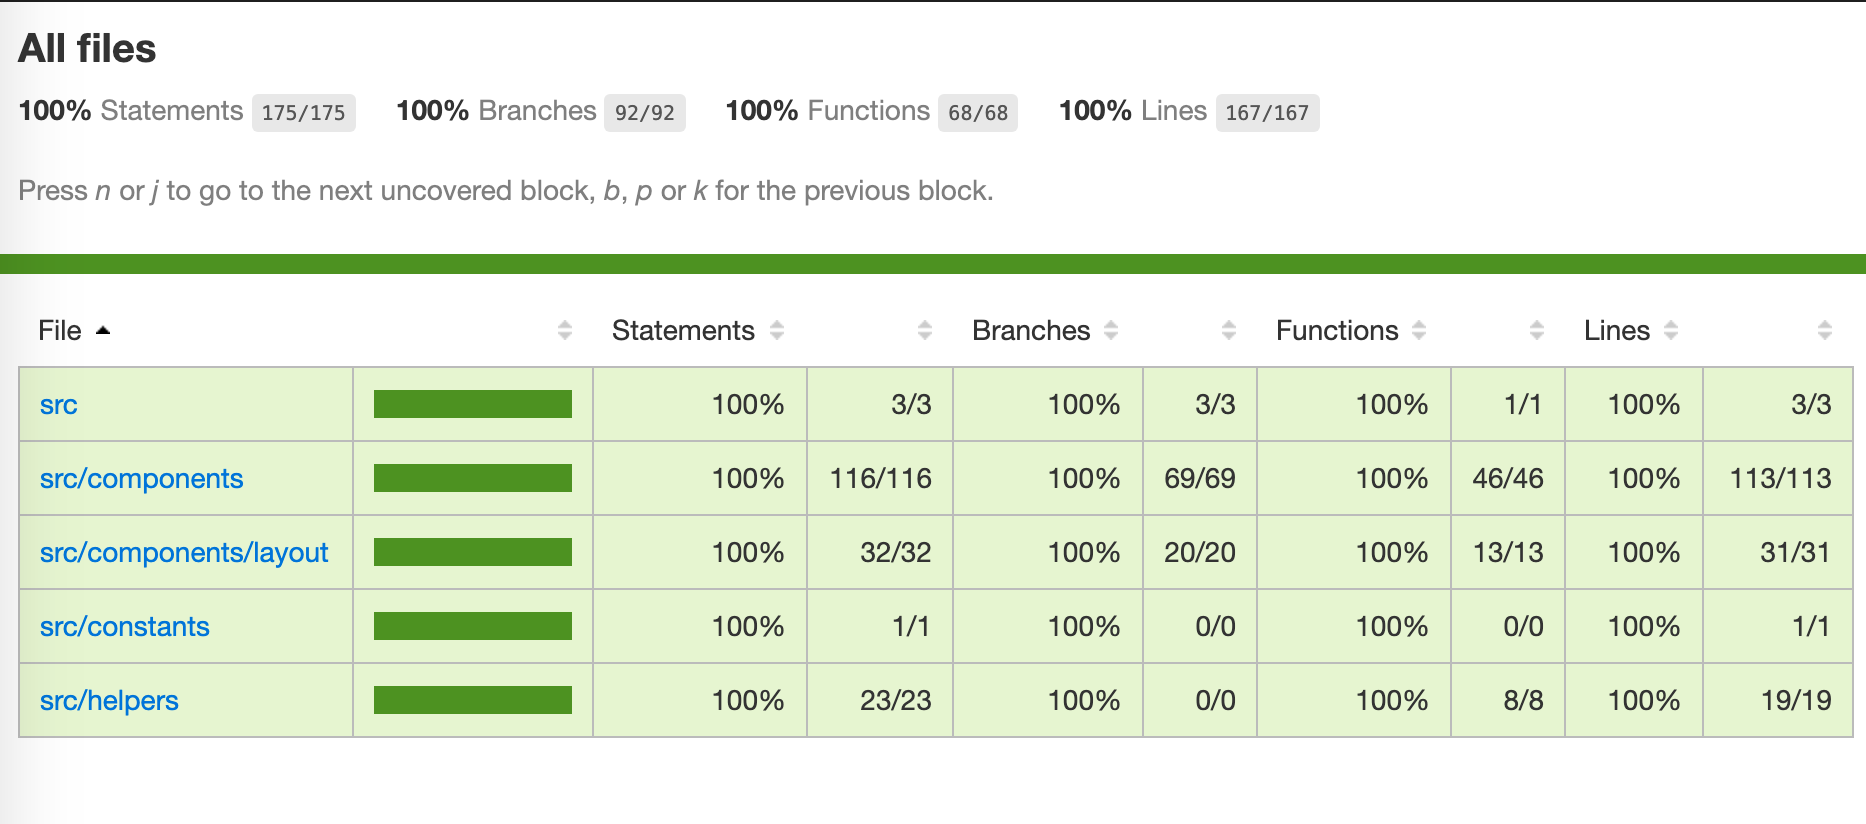 All files
100% Statements 175/175 100% Branches 92/92 100% Functions 68/68 100% Lines 167/167
Press n or j to go to the next uncovered block, b, p or k for the previous block.
File Statements Branches Functions Lines
src 100% 3/3 100% 3/3 100% 1/1 100% 3/3
src/components 100% 116/116 100% 69/69 100% 46/46 100% 113/113
src/components/layout 100% 32/32 100% 20/20 100% 13/13 100% 31/31
src/constants 100% 1/1 100% 0/0 100% 0/0 100% 1/1
src/helpers 100% 23/23 100% 0/0 100% 8/8 100% 19/19